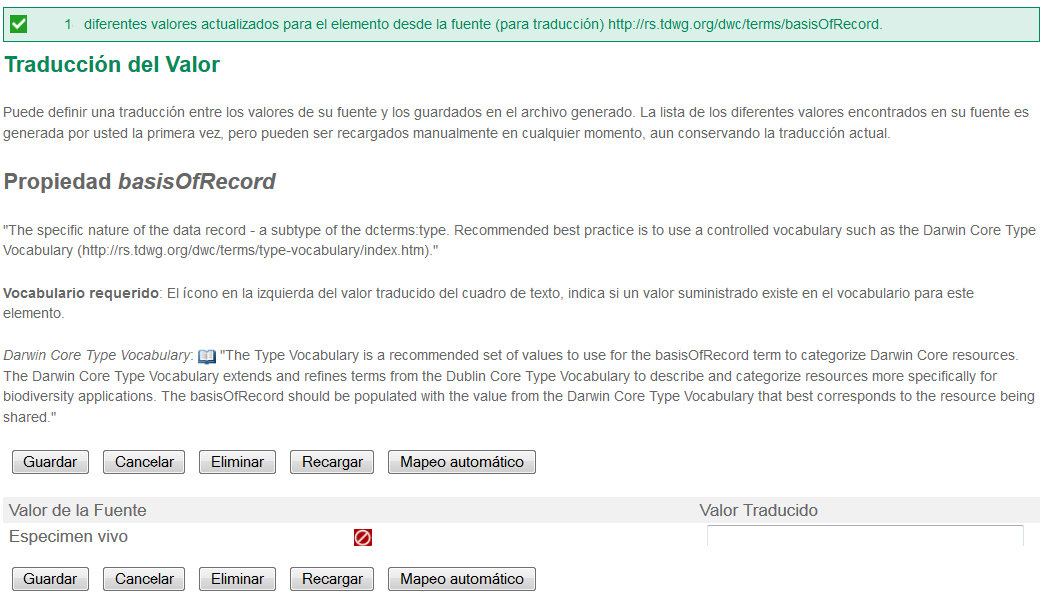 1 diferentes valores actualizados para el elemento desde la fuente (para traducción) http://rs.tdwg.org/dwc/terms/basisOfRecord.
Traducción del Valor
Puede definir una traducción entre los valores de su fuente y los guardados en el archivo generado. La lista de los diferentes valores encontrados en su fuente es
generada por usted la primera vez, pero pueden ser recargados manualmente en cualquier momento, aun conservando la traducción actual.
Propiedad basisOfRecord
"The specific nature of the data record - a subtype of the dcterms:type. Recommended best practice is to use a controlled vocabulary such as the Darwin Core Type
Vocabulary (http://rs.tdwg.org/dwc/terms/type-vocabulary/index.htm)."
Vocabulario requerido: El ícono en la izquierda del valor traducido del cuadro de texto, indica si un valor suministrado existe en el vocabulario para este
elemento.
Darwin Core Type Vocabulary: "The Type Vocabulary is a recommended set of values to use for the basisOfRecord term to categorize Darwin Core resources.
The Darwin Core Type Vocabulary extends and refines terms from the Dublin Core Type Vocabulary to describe and categorize resources more specifically for
biodiversity applications. The basisOfRecord should be populated with the value from the Darwin Core Type Vocabulary that best corresponds to the resource being
shared."
Guardar Cancelar Eliminar Recargar Mapeo automático
Valor de la Fuente Valor Traducido
Especimen vivo
Guardar Cancelar Eliminar Recargar Mapeo automático